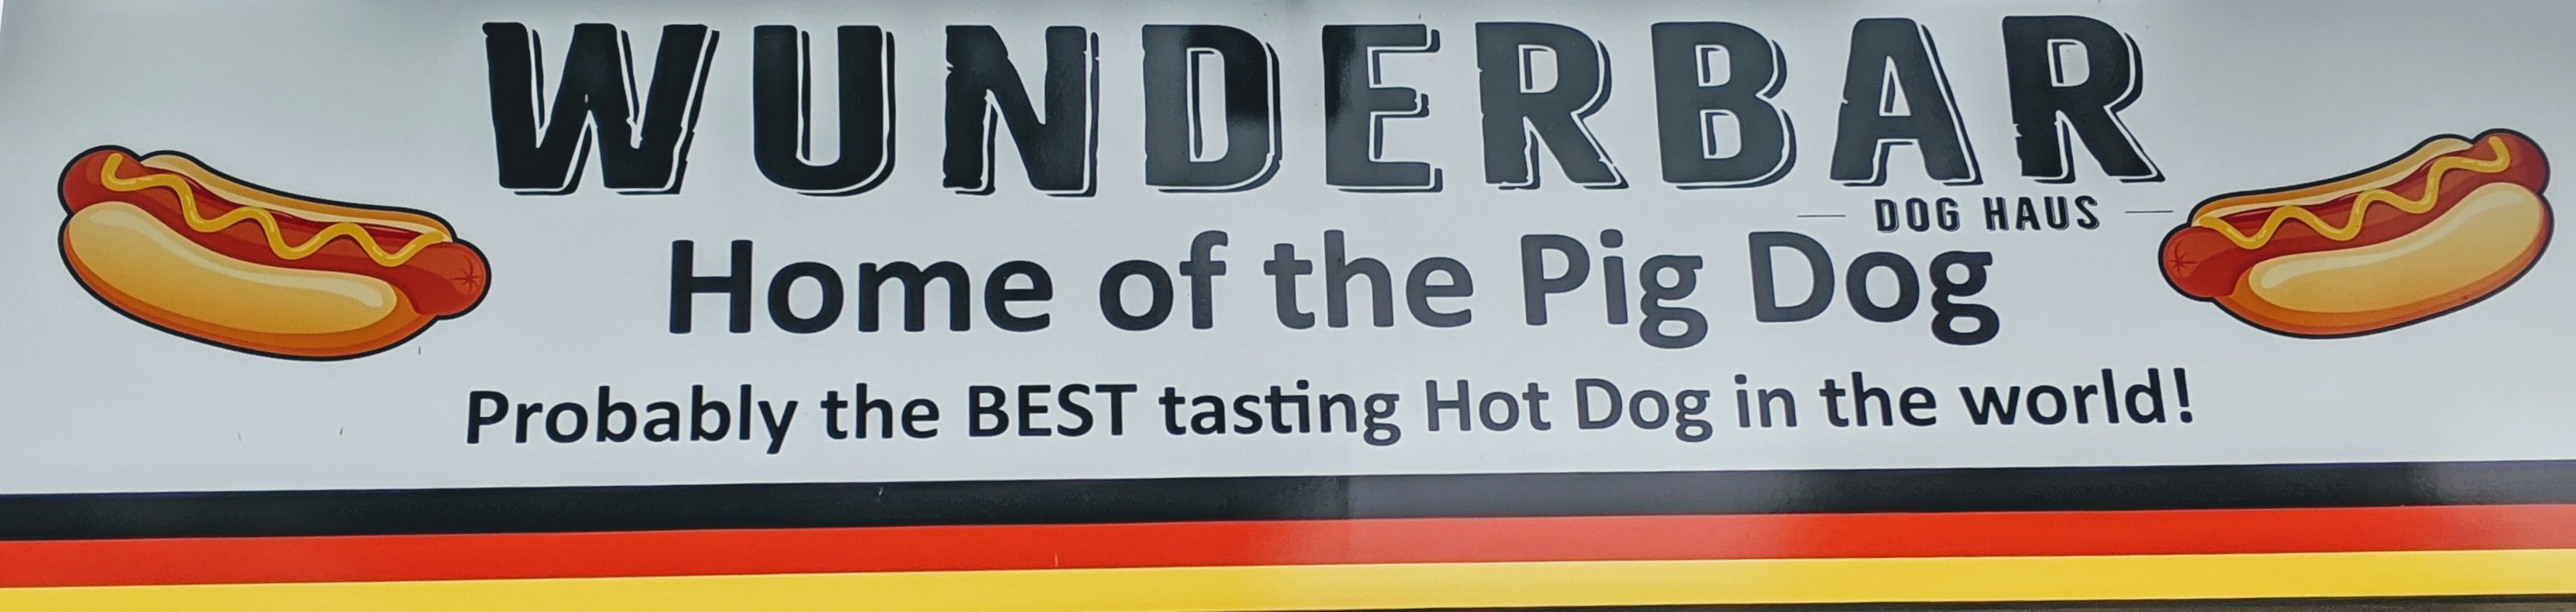 WUNDERBAR
DOG HAUS
Home of the Pig Dog
Probably the BEST tasting Hot Dog in the world!